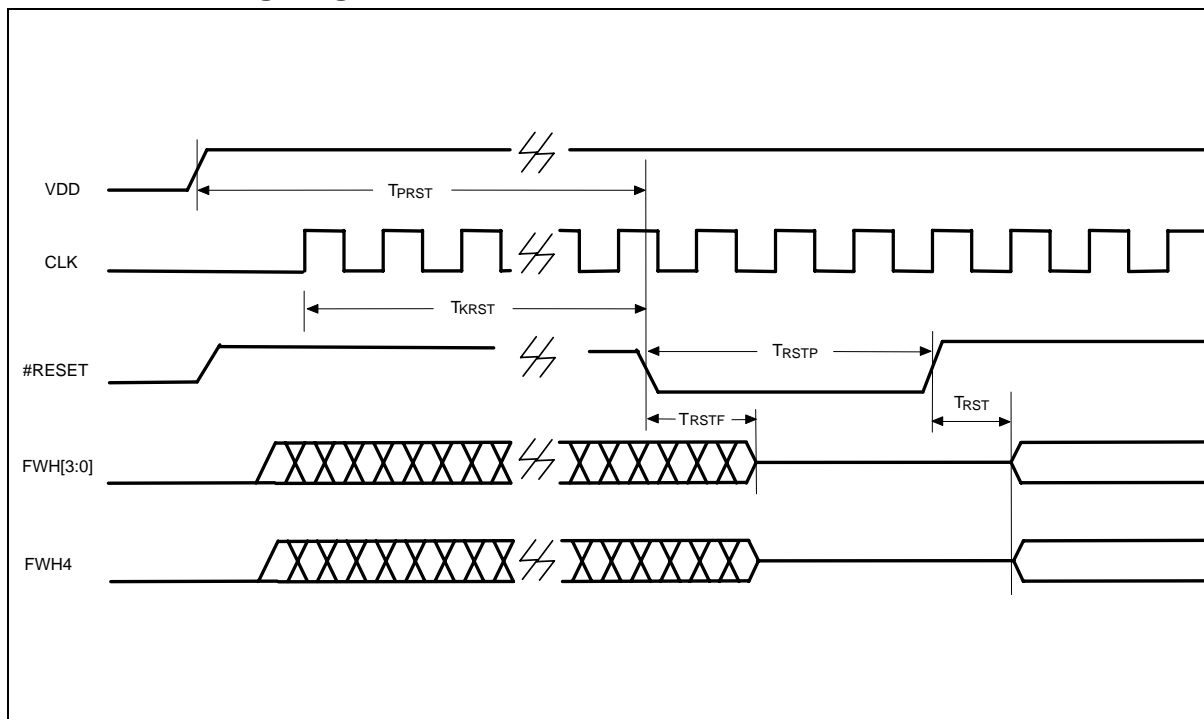 VDD
TPRST
CLK
TKRST
#RESET
TRSTP
TRST
TRSTF
FWH[3:0]
FWH4